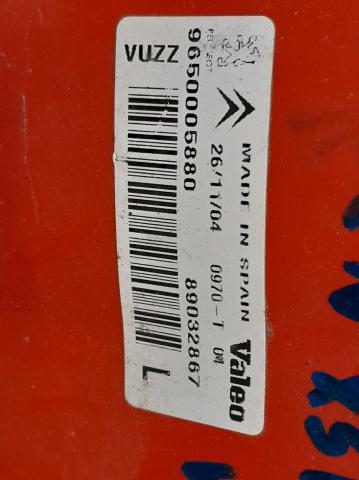 VUZZ
9650005880 89032867 L
26/11/04 0970-T
MADE IN SPAIN Valeo